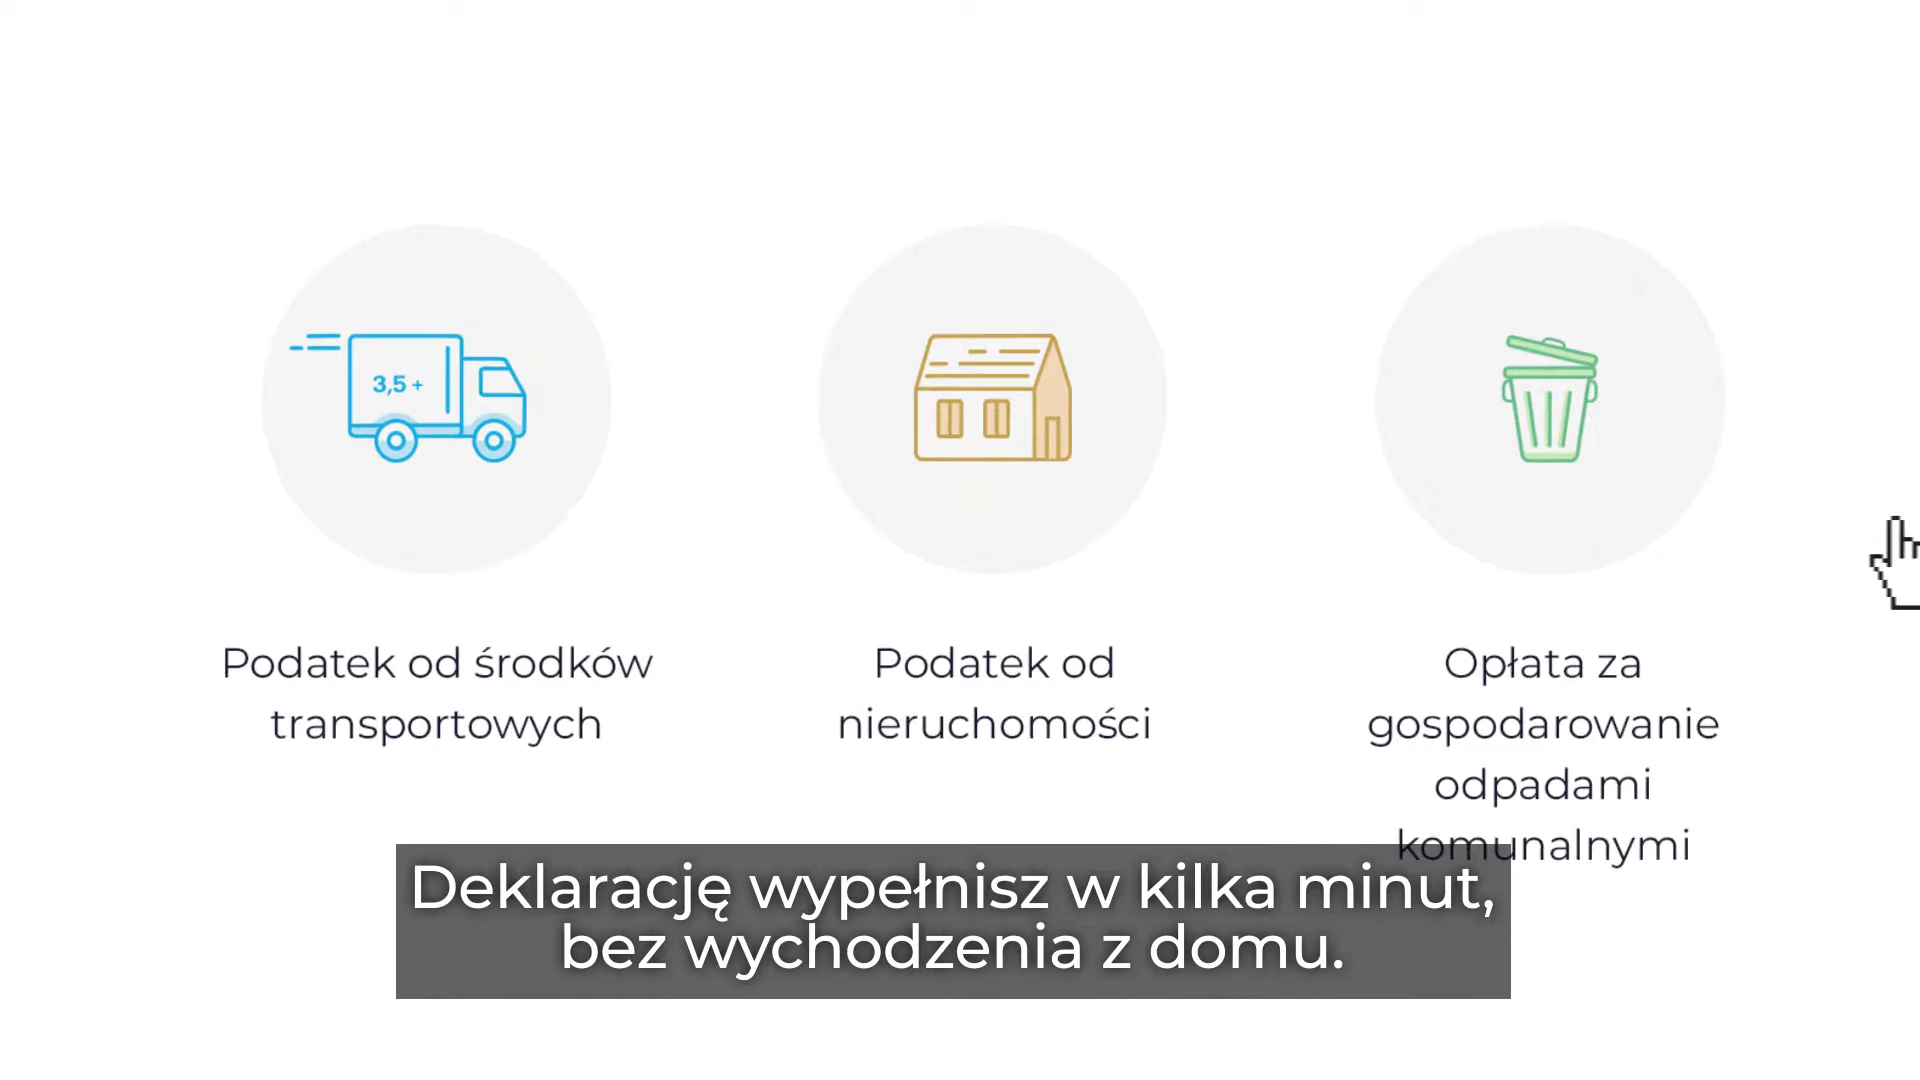 3,5 +
Podatek od środków
transportowych
Podatek od
nieruchomości
Opłata za
gospodarowanie
odpadami
komunalnymi
Deklarację wypełnisz w kilka minut,
bez wychodzenia z domu.